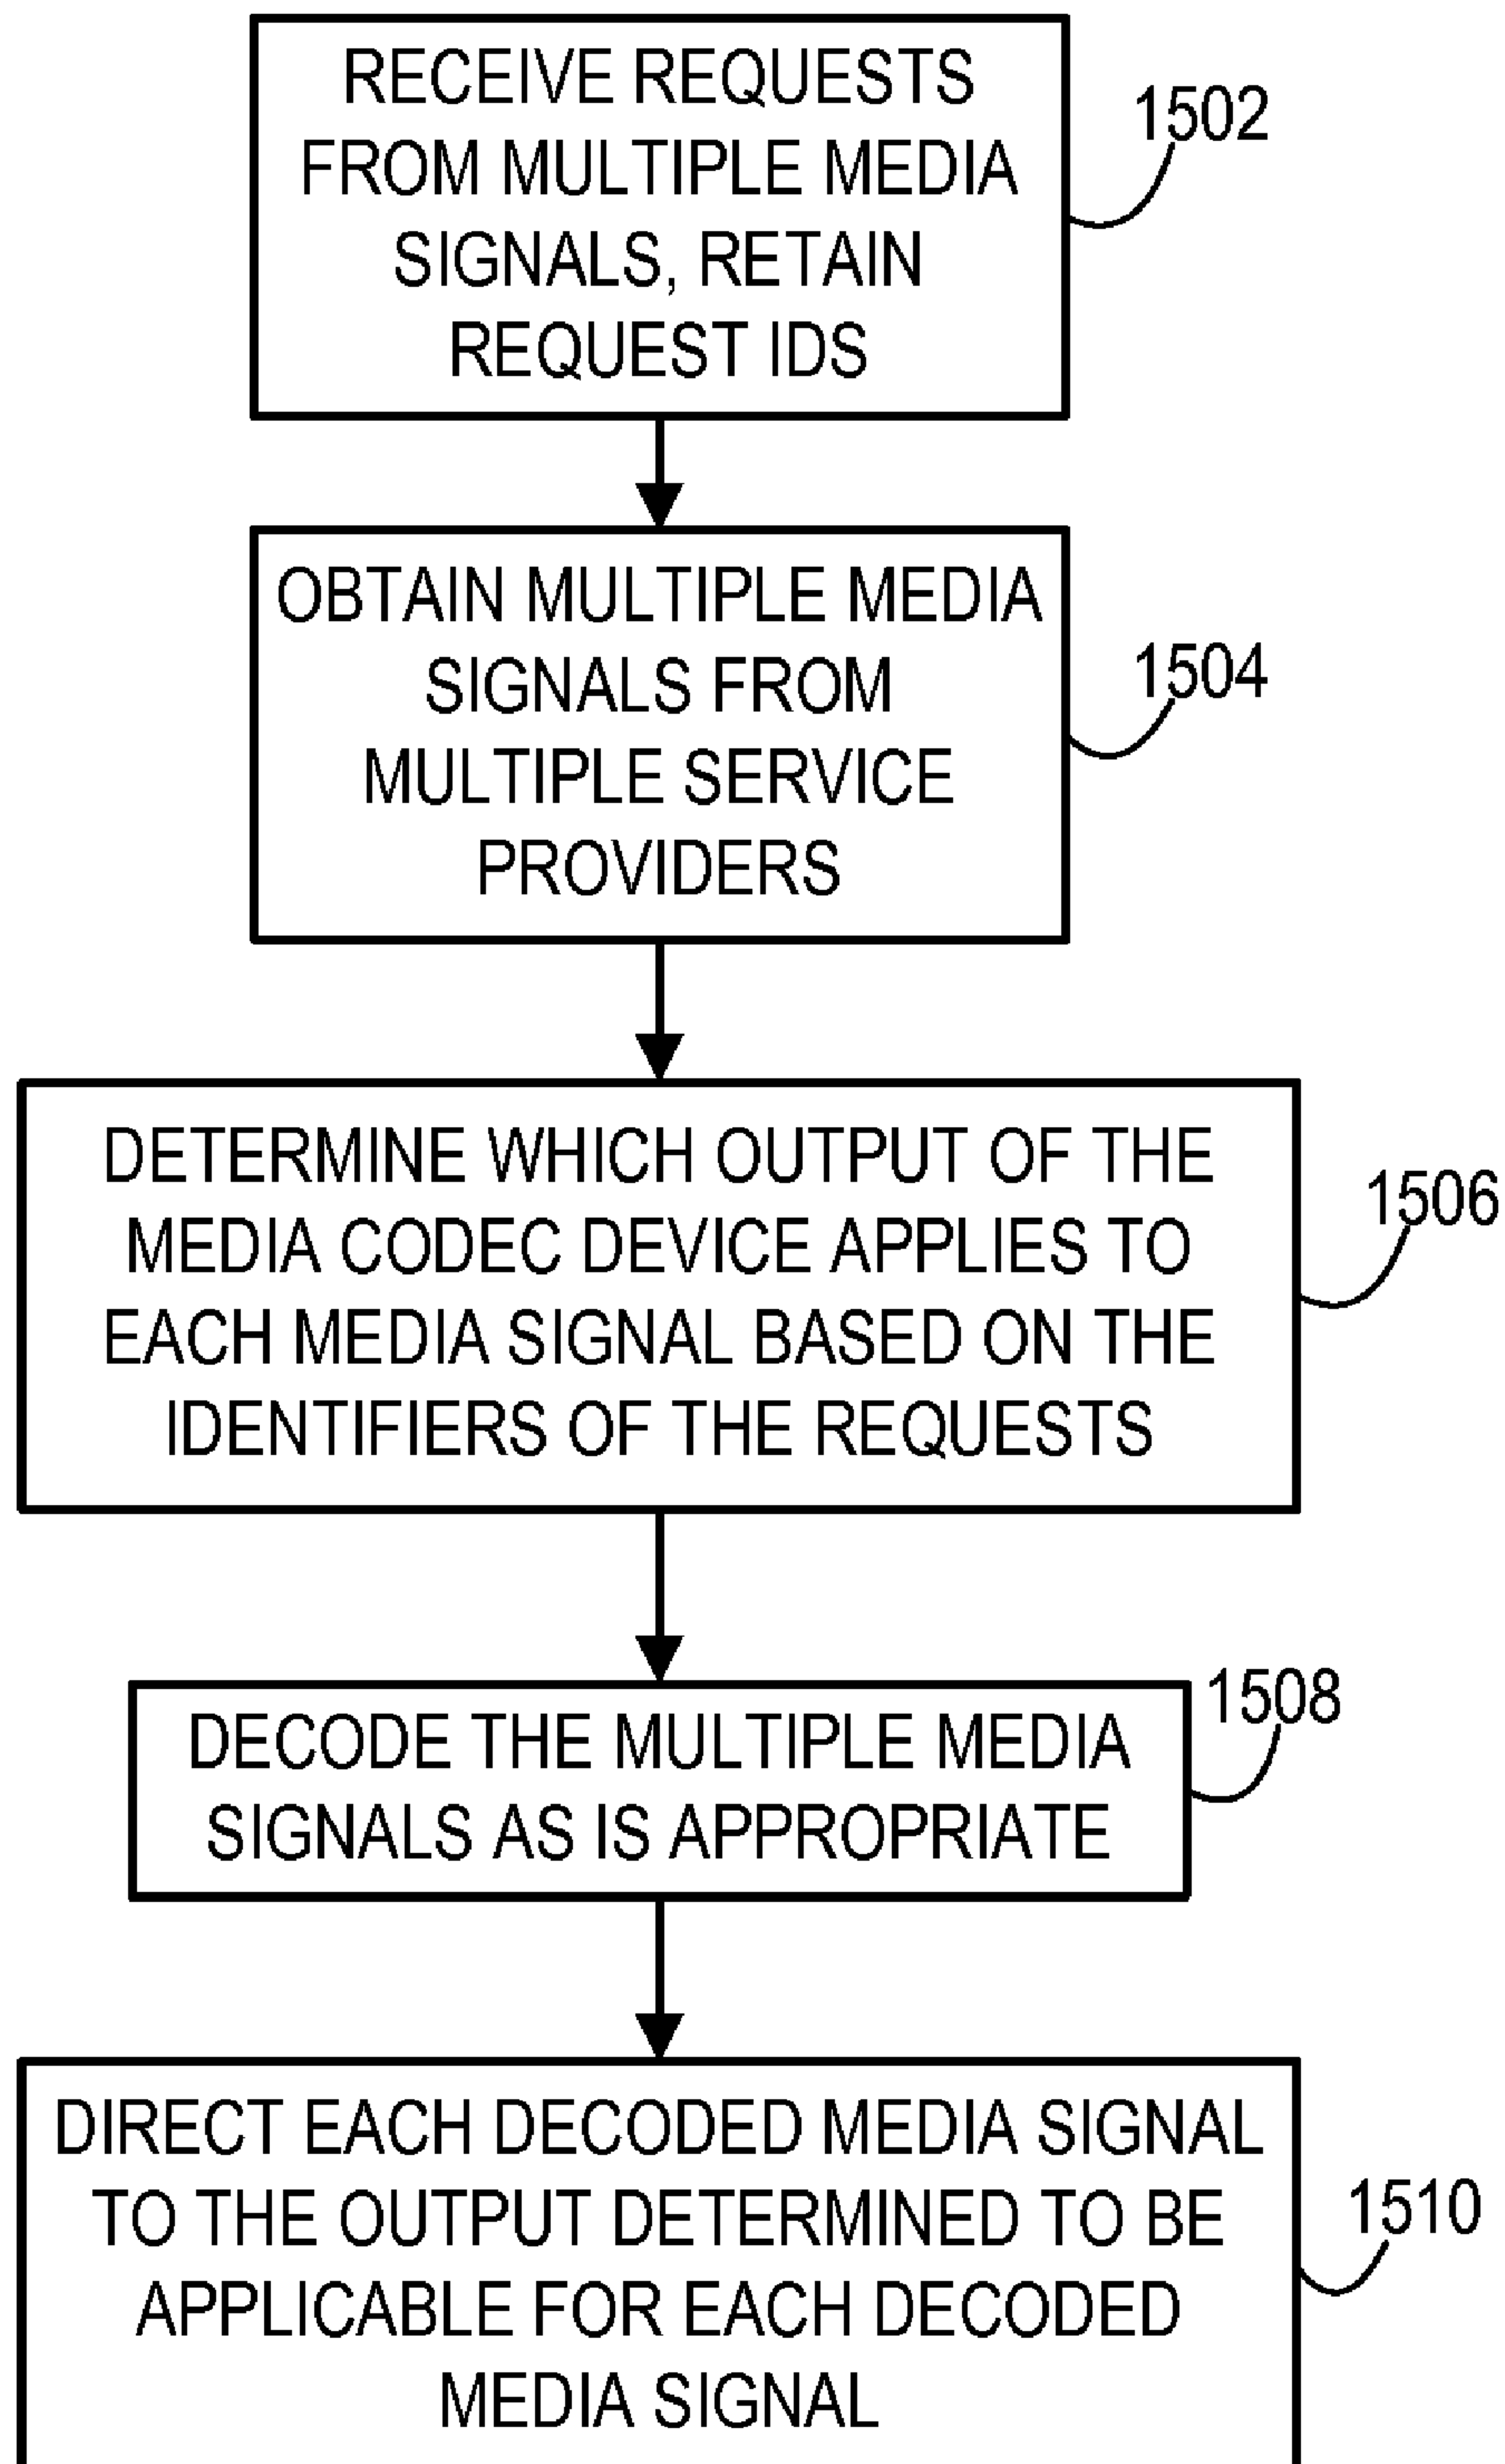 RECEIVE REQUESTS
FROM MULTIPLE MEDIA
SIGNALS, RETAIN
REQUEST IDS
1502
OBTAIN MULTIPLE MEDIA
SIGNALS FROM
MULTIPLE SERVICE
PROVIDERS
1504
DETERMINE WHICH OUTPUT OF THE
MEDIA CODEC DEVICE APPLIES TO
EACH MEDIA SIGNAL BASED ON THE
IDENTIFIERS OF THE REQUESTS
1506
DECODE THE MULTIPLE MEDIA
SIGNALS AS IS APPROPRIATE
1508
DIRECT EACH DECODED MEDIA SIGNAL
TO THE OUTPUT DETERMINED TO BE
APPLICABLE FOR EACH DECODED
MEDIA SIGNAL
1510